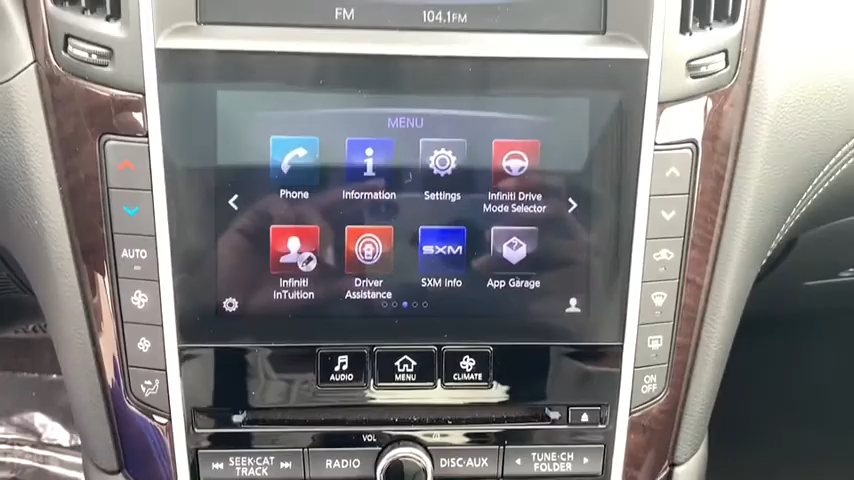 FM 104.1FM
MENU
Phone Information Settings Infiniti Drive
Mode Selector
SXM
Infiniti
InTuition
Driver
Assistance
SXM Info App Garage
AUTO
ON
OFF
AUDIO MENU CLIMATE
VOL
SEEK·CAT
TRACK
RADIO DISC·AUX
TUNE·CH
FOLDER